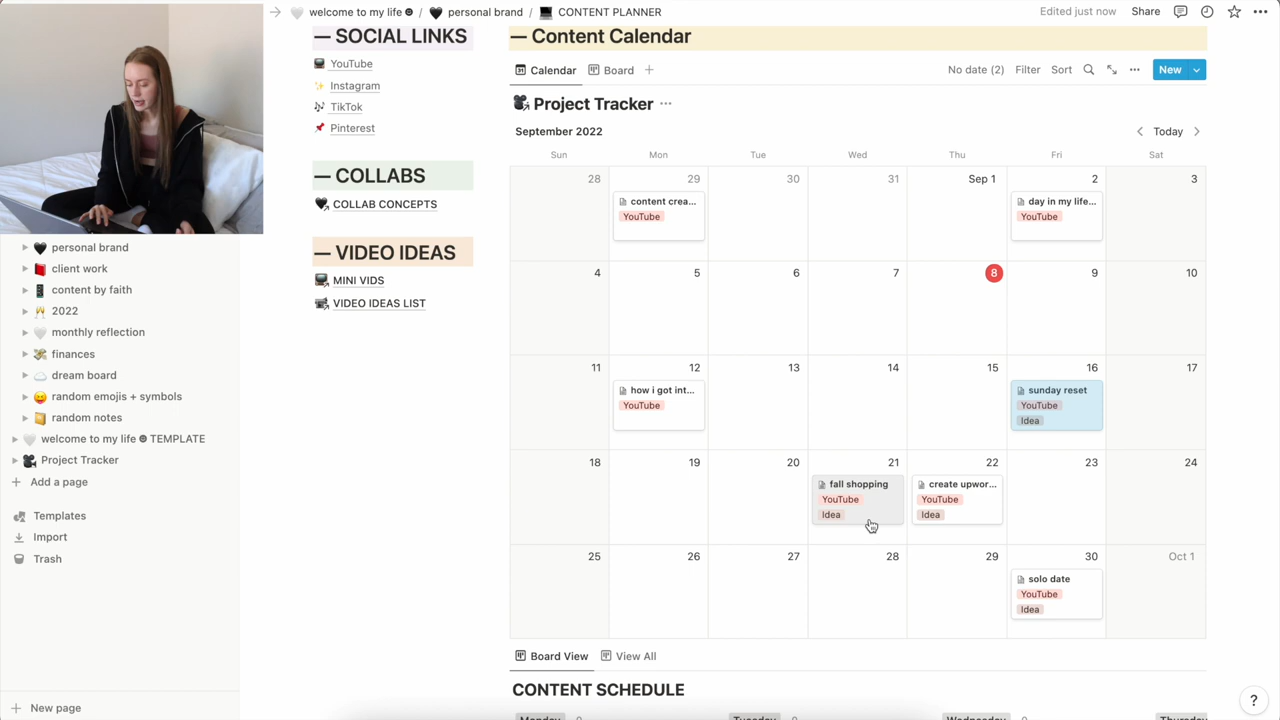 welcome to my life / personal brand / CONTENT PLANNER
Edited just now Share
— SOCIAL LINKS
YouTube
Instagram
TikTok
Pinterest
— COLLABS
COLLAB CONCEPTS
— VIDEO IDEAS
MINI VIDS
VIDEO IDEAS LIST
personal brand
client work
content by faith
2022
monthly reflection
finances
dream board
random emojis + symbols
random notes
welcome to my life TEMPLATE
Project Tracker
Add a page
Templates
Import
Trash
New page
— Content Calendar
Calendar Board
No date (2) Filter Sort New
Project Tracker
September 2022
Today
Sun Mon Tue Wed Thu Fri Sat
28 29 30 31 Sep 1 2 3
content crea... day in my life...
YouTube YouTube
4 5 6 7 8 9 10
11 12 13 14 15 16 17
how i got int... sunday reset
YouTube YouTube
Idea
18 19 20 21 22 23 24
fall shopping create upwor...
YouTube YouTube
Idea Idea
25 26 27 28 29 30 Oct 1
solo date
YouTube
Idea
Board View View All
CONTENT SCHEDULE
Monday 0 Tuesday 0 Wednesday 0 Thursday
?